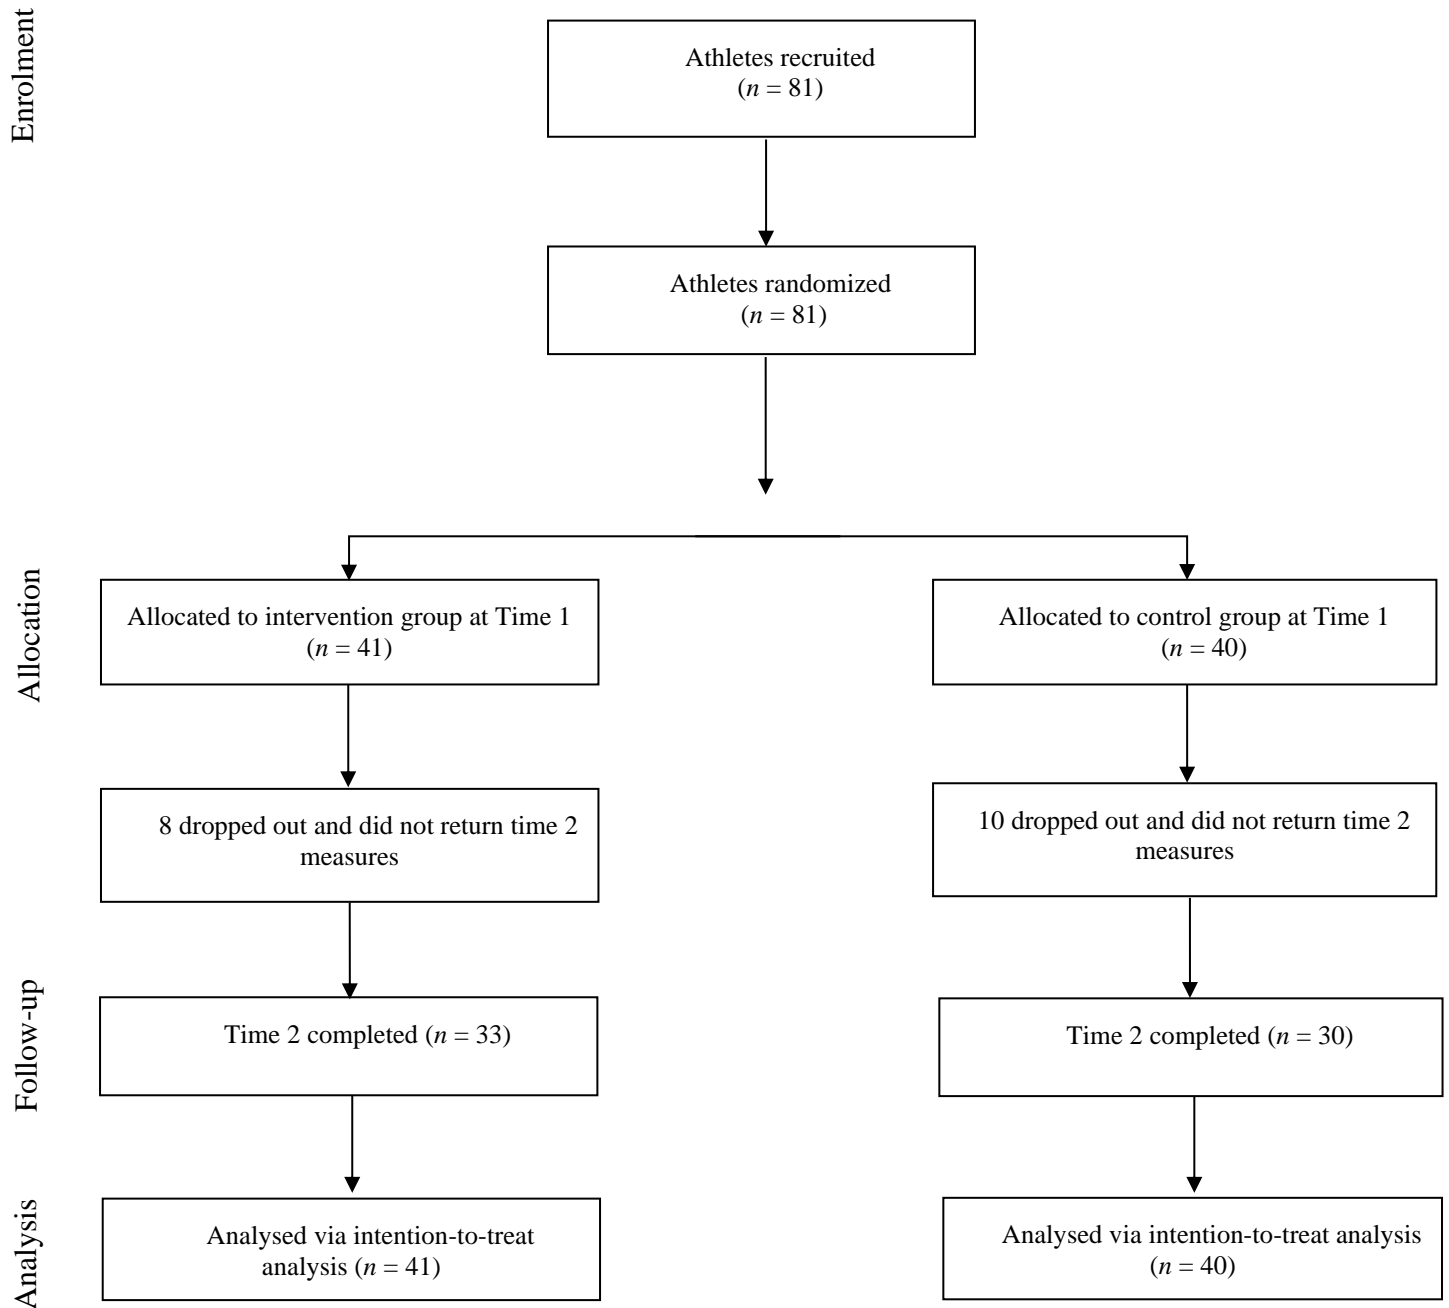 Enrolment
Athletes recruited
(n = 81)
Athletes randomized
(n = 81)
Allocation
Allocated to intervention group at Time 1
(n = 41)
Allocated to control group at Time 1
(n = 40)
8 dropped out and did not return time 2
measures
10 dropped out and did not return time 2
measures
Follow-up
Time 2 completed (n = 33)
Time 2 completed (n = 30)
Analysis
Analysed via intention-to-treat
analysis (n = 41)
Analysed via intention-to-treat analysis
(n = 40)